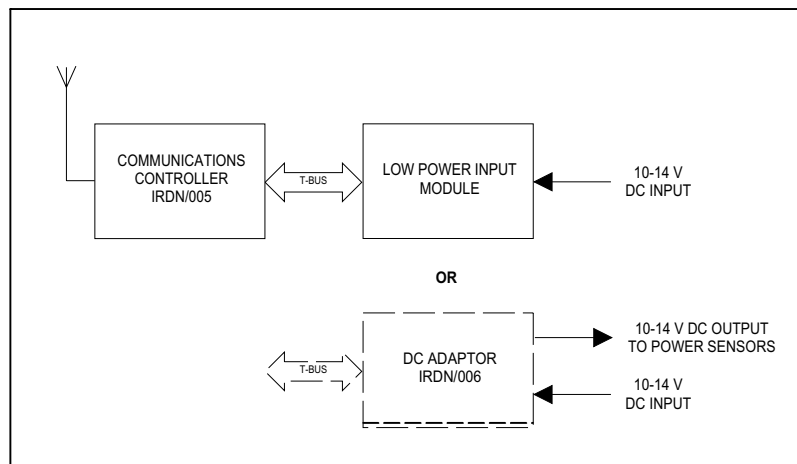 COMMUNICATIONS
CONTROLLER
IRDN/005
T-BUS
LOW POWER INPUT
MODULE
10-14 V
DC INPUT
OR
T-BUS
DC ADAPTOR
IRDN/006
10-14 V DC OUTPUT
TO POWER SENSORS
10-14 V
DC INPUT